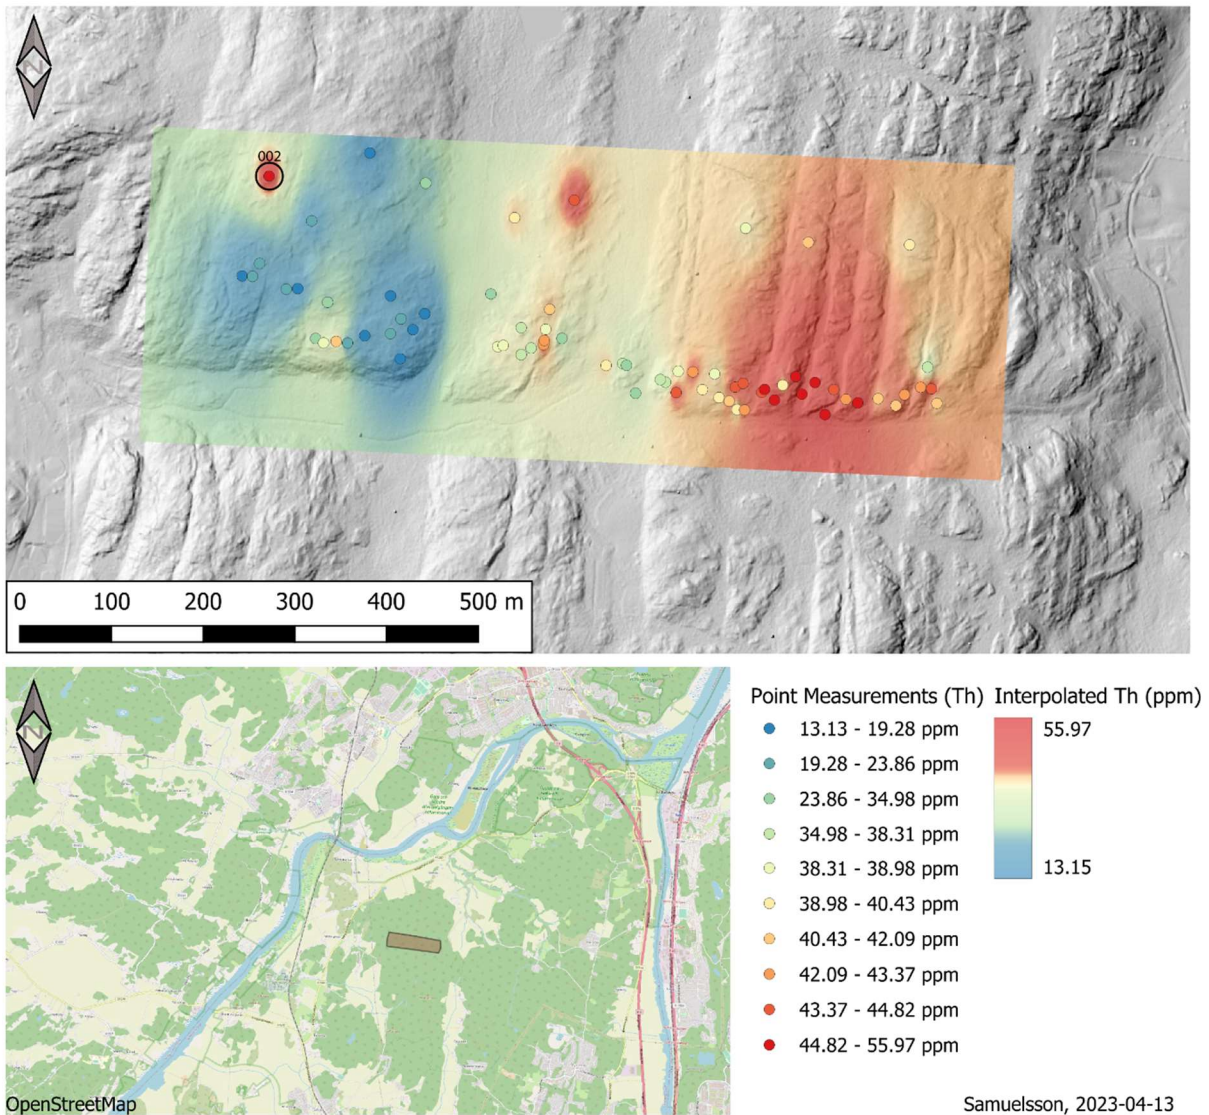 N
002
0 100 200 300 400 500 m
N
Point Measurements (Th)
13.13 - 19.28 ppm
19.28 - 23.86 ppm
23.86 - 34.98 ppm
34.98 - 38.31 ppm
38.31 - 38.98 ppm
38.98 - 40.43 ppm
40.43 - 42.09 ppm
42.09 - 43.37 ppm
43.37 - 44.82 ppm
44.82 - 55.97 ppm
Interpolated Th (ppm)
55.97
13.15
OpenStreetMap
Samuelsson, 2023-04-13